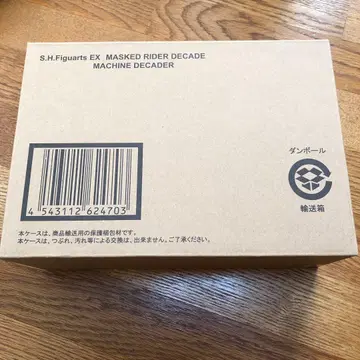 S.H.Figuarts EX MASKED RIDER DECADE
MACHINE DECADER
ダンボール
輸送箱
4 543112 624703
本ケースは、商品輸送用の保護梱包材です。
本ケースは、つぶれ、汚れ等による交換は、出来ません。ご了承ください。